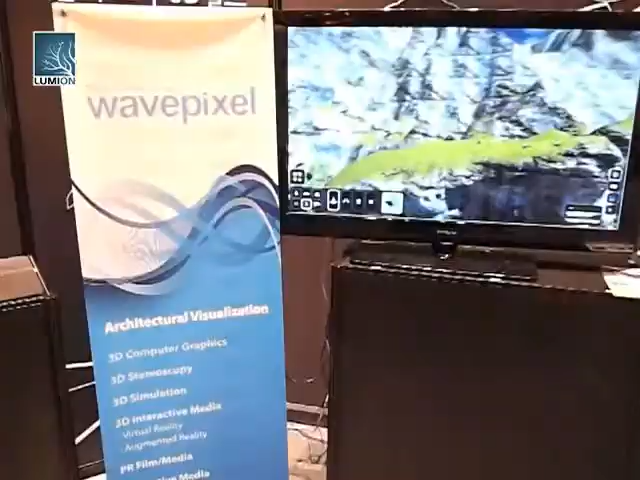 LUMION
wavepixel
Architectural Visualization
3D Computer Graphics
3D Stereoscopy
3D Simulation
3D Interactive Media
Virtual Reality
Augmented Reality
PR Film/Media
Media